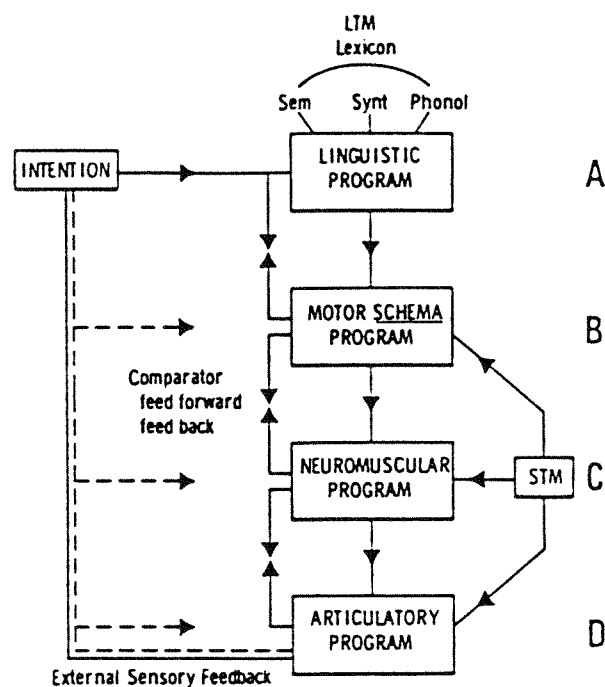 LTM
Lexicon
Sem Synt Phonol
INTENTION
LINGUISTIC
PROGRAM
A
MOTOR SCHEMA
PROGRAM
B
Comparator
feed forward
feed back
NEUROMUSCULAR
PROGRAM
STM
C
ARTICULATORY
PROGRAM
D
External Sensory Feedback